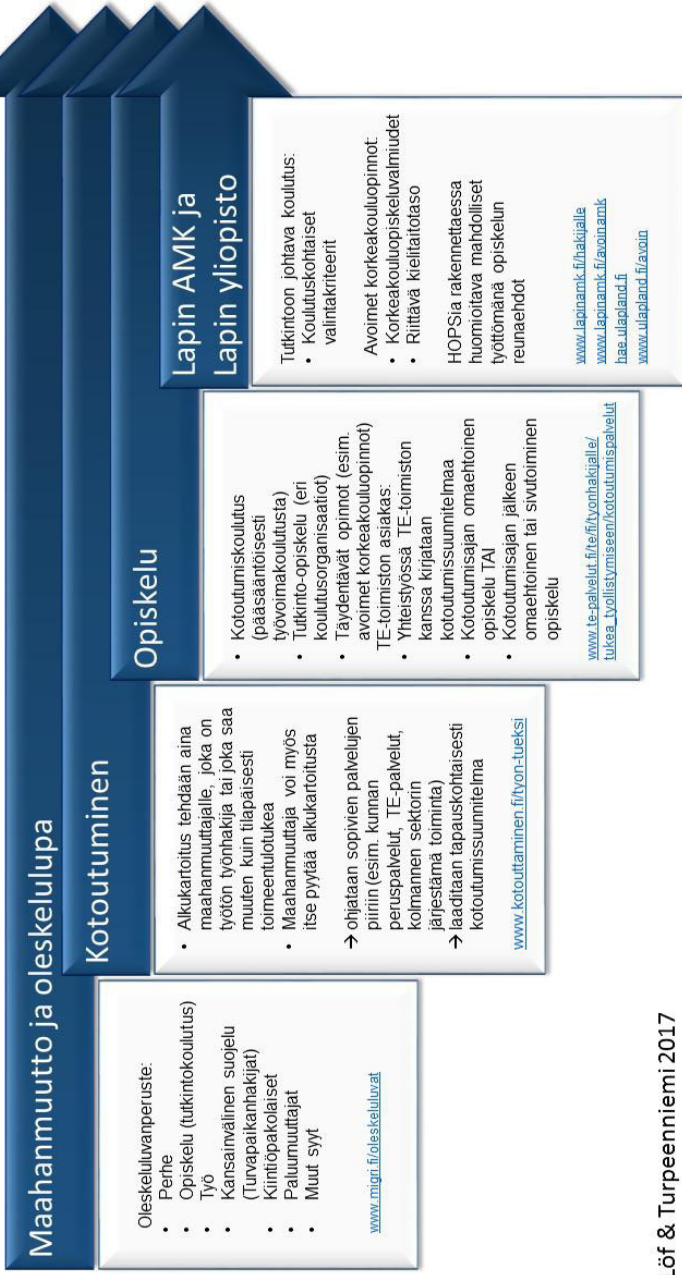 Maahanmuutto ja oleskelulupa
Oleskeluluvanperuste:
• Perhe
• Opiskelu (tutkintokoulutus)
• Työ
• Kansainvälinen suojelu
(Turvapaikanhakijat)
• Kiintiöpakolaiset
• Paluumuuttajat
• Muut syyt
www.migri.fi/oleskeluluvat
Kotoutuminen
• Alkukartoitus tehdään aina
maahanmuuttajalle, joka on
työtön työnhakija tai joka saa
muuten kuin tilapäisesti
toimeentulotukea
• Maahanmuuttaja voi myös
itse pyytää alkukartoitusta
→ ohjataan sopivien palvelujen
piiriin (esim. kunnan
peruspalvelut, TE-palvelut,
kolmannen sektorin
järjestämä toiminta)
→ laaditaan tapauskohtaisesti
kotoutumissuunnitelma
www.kotouttaminen.fi/tyon-tueksi
Opiskelu
• Kotoutumiskoulutus
(pääsääntöisesti
työvoimakoulutusta)
• Tutkinto-opiskelu (eri
koulutusorganisaatiot)
• Täydentävät opinnot (esim.
avoimet korkeakouluopinnot)
TE-toimiston asiakas:
• Yhteistyössä TE-toimiston
kanssa kirjataan
kotoutumissuunnitelmaa
• Kotoutumisajan omaehtoinen
opiskelu TAI
• Kotoutumisajan jälkeen
omaehtoinen tai sivutoiminen
opiskelu
www.te-palvelut.fi/te/fi/tyonhakijalle/
tukea_tyollistymiseen/kotoutumispalvelut
Lapin AMK ja
Lapin yliopisto
Tutkintoon johtava koulutus:
• Koulutuskohtaiset
valintakriteerit
Avoimet korkeakouluopinnot:
• Korkeakouluopiskeluvalmiudet
• Riittävä kielitaitotaso
HOPSia rakennettaessa
huomioitava mahdolliset
työttömänä opiskelun
reunaehdot
www.lapinamk.fi/hakijalle
www.lapinamk.fi/avoinamk
hae.ulapland.fi
www.ulapland.fi/avoin
Löf & Turpeenniemi 2017